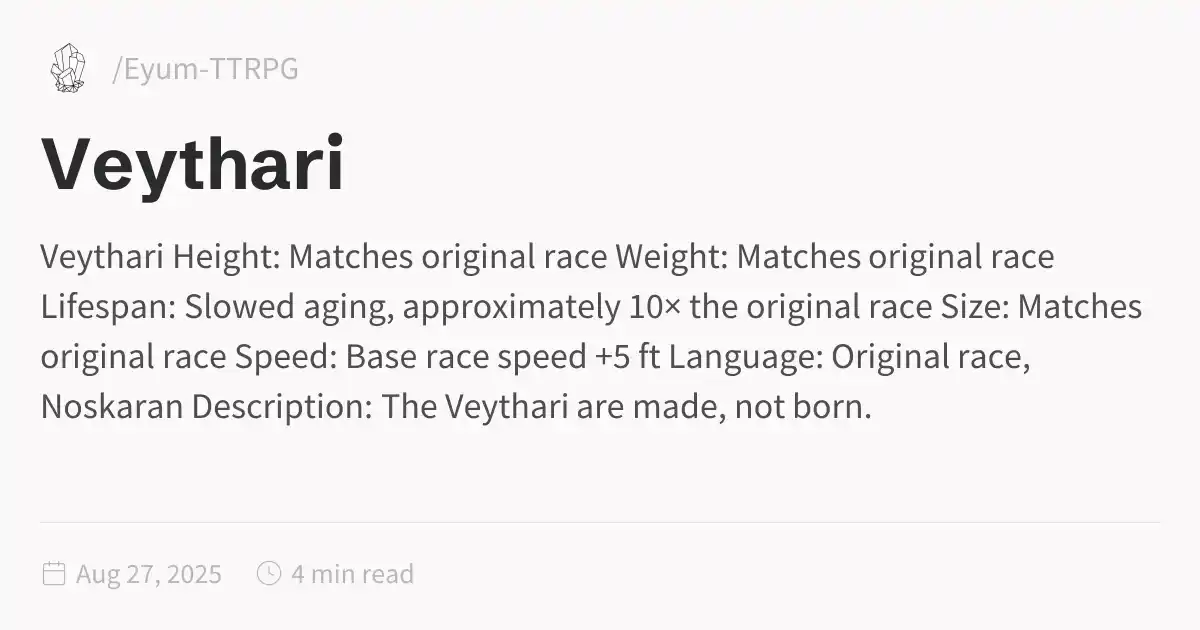 /Eyum-TTRPG
Veythari
Veythari Height: Matches original race Weight: Matches original race
Lifespan: Slowed aging, approximately 10× the original race Size: Matches
original race Speed: Base race speed +5 ft Language: Original race,
Noskaran Description: The Veythari are made, not born.
Aug 27, 2025 4 min read